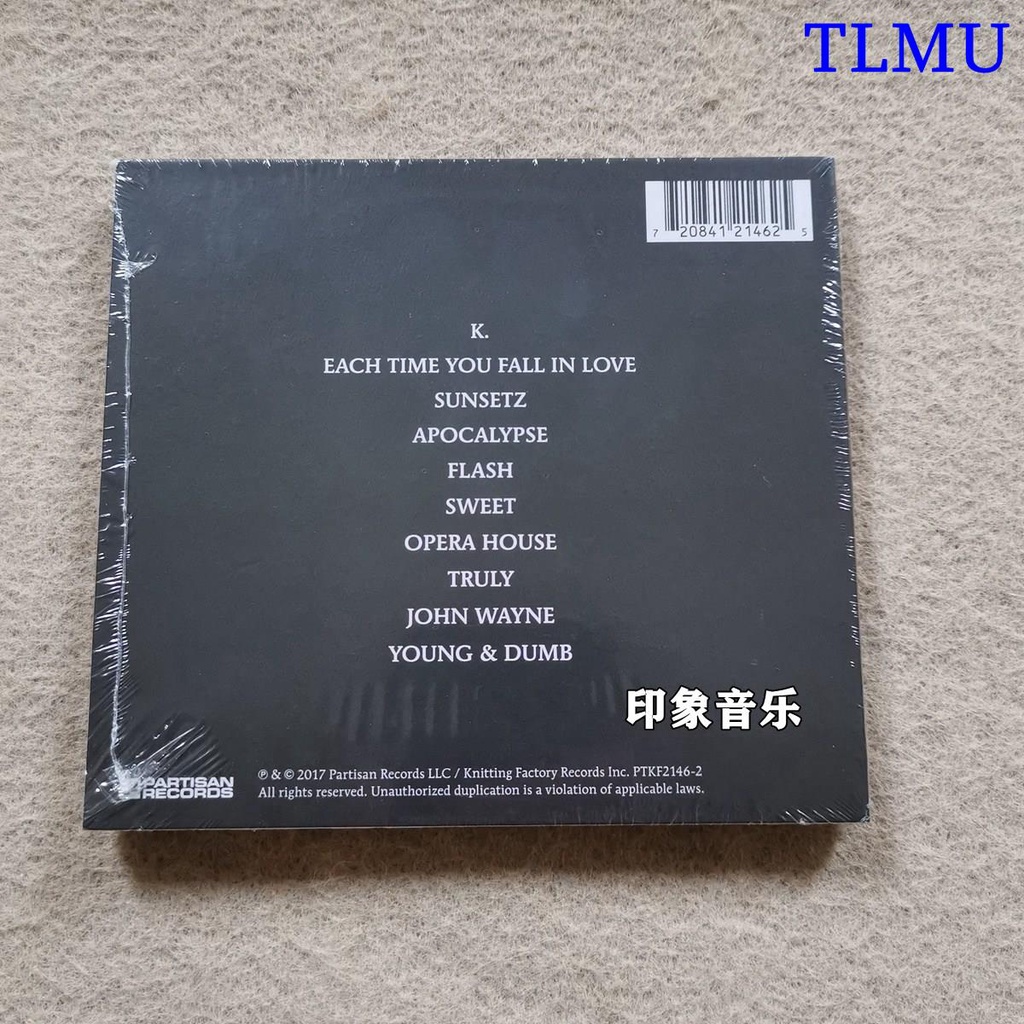 TLMU
7 20841 21462 5
K.
EACH TIME YOU FALL IN LOVE
SUNSETZ
APOCALYPSE
FLASH
SWEET
OPERA HOUSE
TRULY
JOHN WAYNE
YOUNG & DUMB
印象音乐
PARTISAN
RECORDS
℗ & © 2017 Partisan Records LLC / Knitting Factory Records Inc. PTKF2146-2
All rights reserved. Unauthorized duplication is a violation of applicable laws.